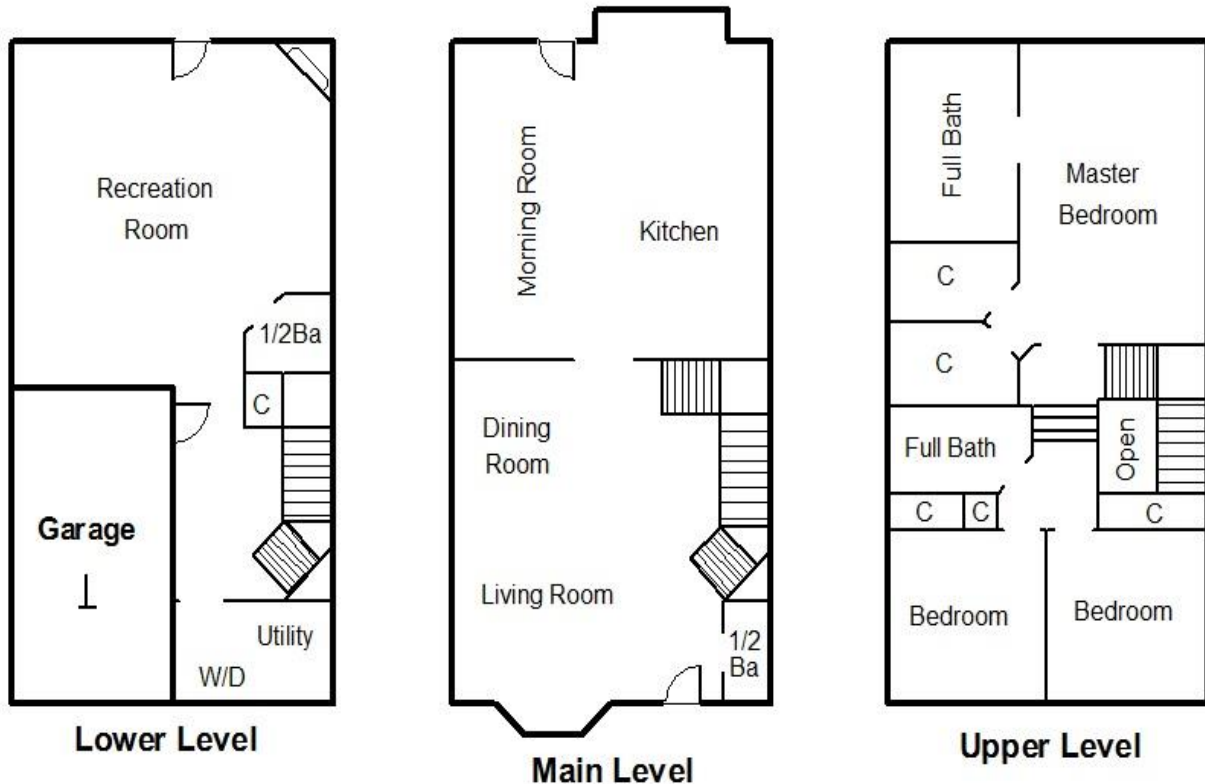 Recreation
Room
1/2Ba
C
Garage
Utility
W/D
Lower Level
Morning Room
Kitchen
Dining
Room
Living Room
1/2
Ba
Main Level
Full Bath
Master
Bedroom
C
C
Full Bath
Open
C
C
C
Bedroom
Bedroom
Upper Level